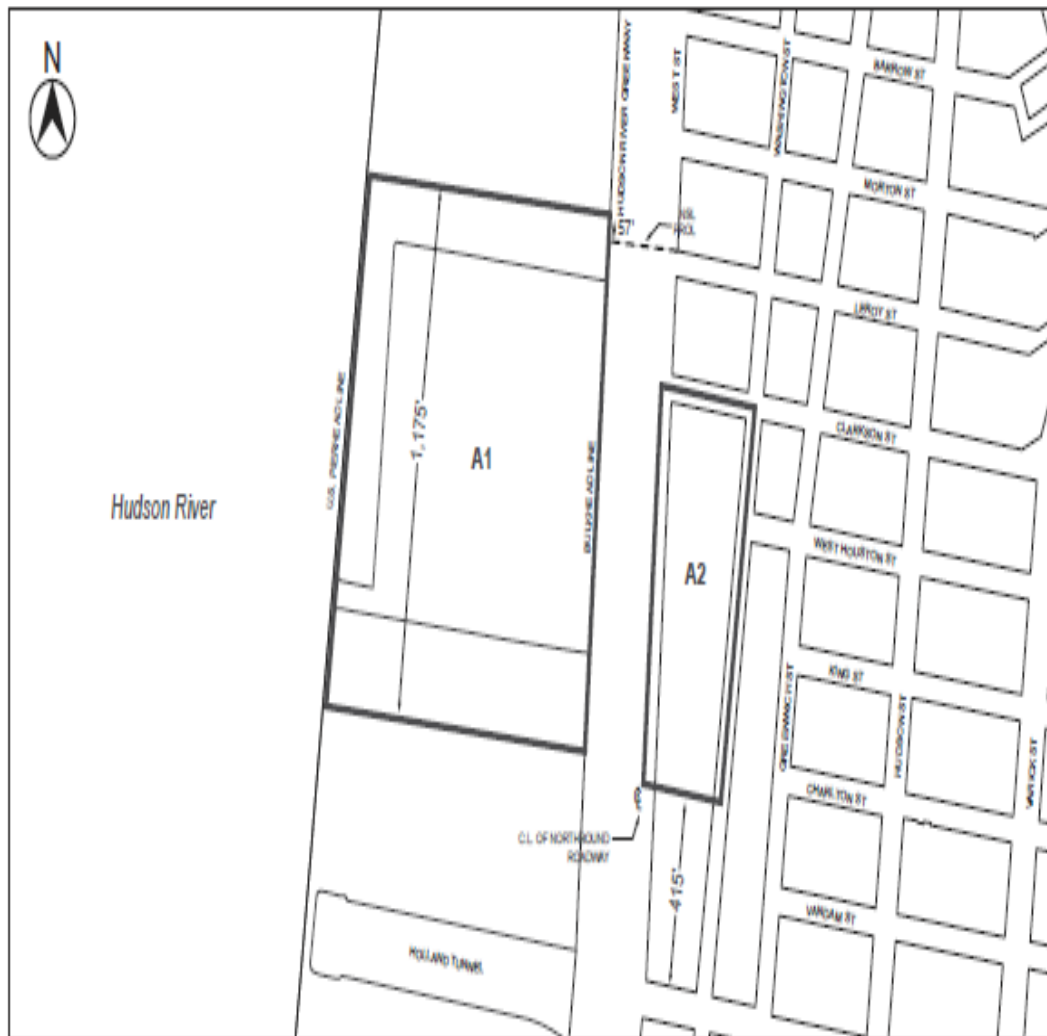 N
HUDSON RIVER GREENWAY
WEST ST
WASHINGTON ST
BARROW ST
MORTON ST
57'
NSL
PROL
LEROY ST
U.S. PIERHEAD LINE
1,175'
A1
BULKHEAD LINE
CLARKSON ST
Hudson River
A2
WEST HOUSTON ST
KING ST
GREENWICH ST
HUDSON ST
VARICK ST
CHARLTON ST
C.L. OF NORTHBOUND
ROADWAY
415'
VANDAM ST
HOLLAND TUNNEL